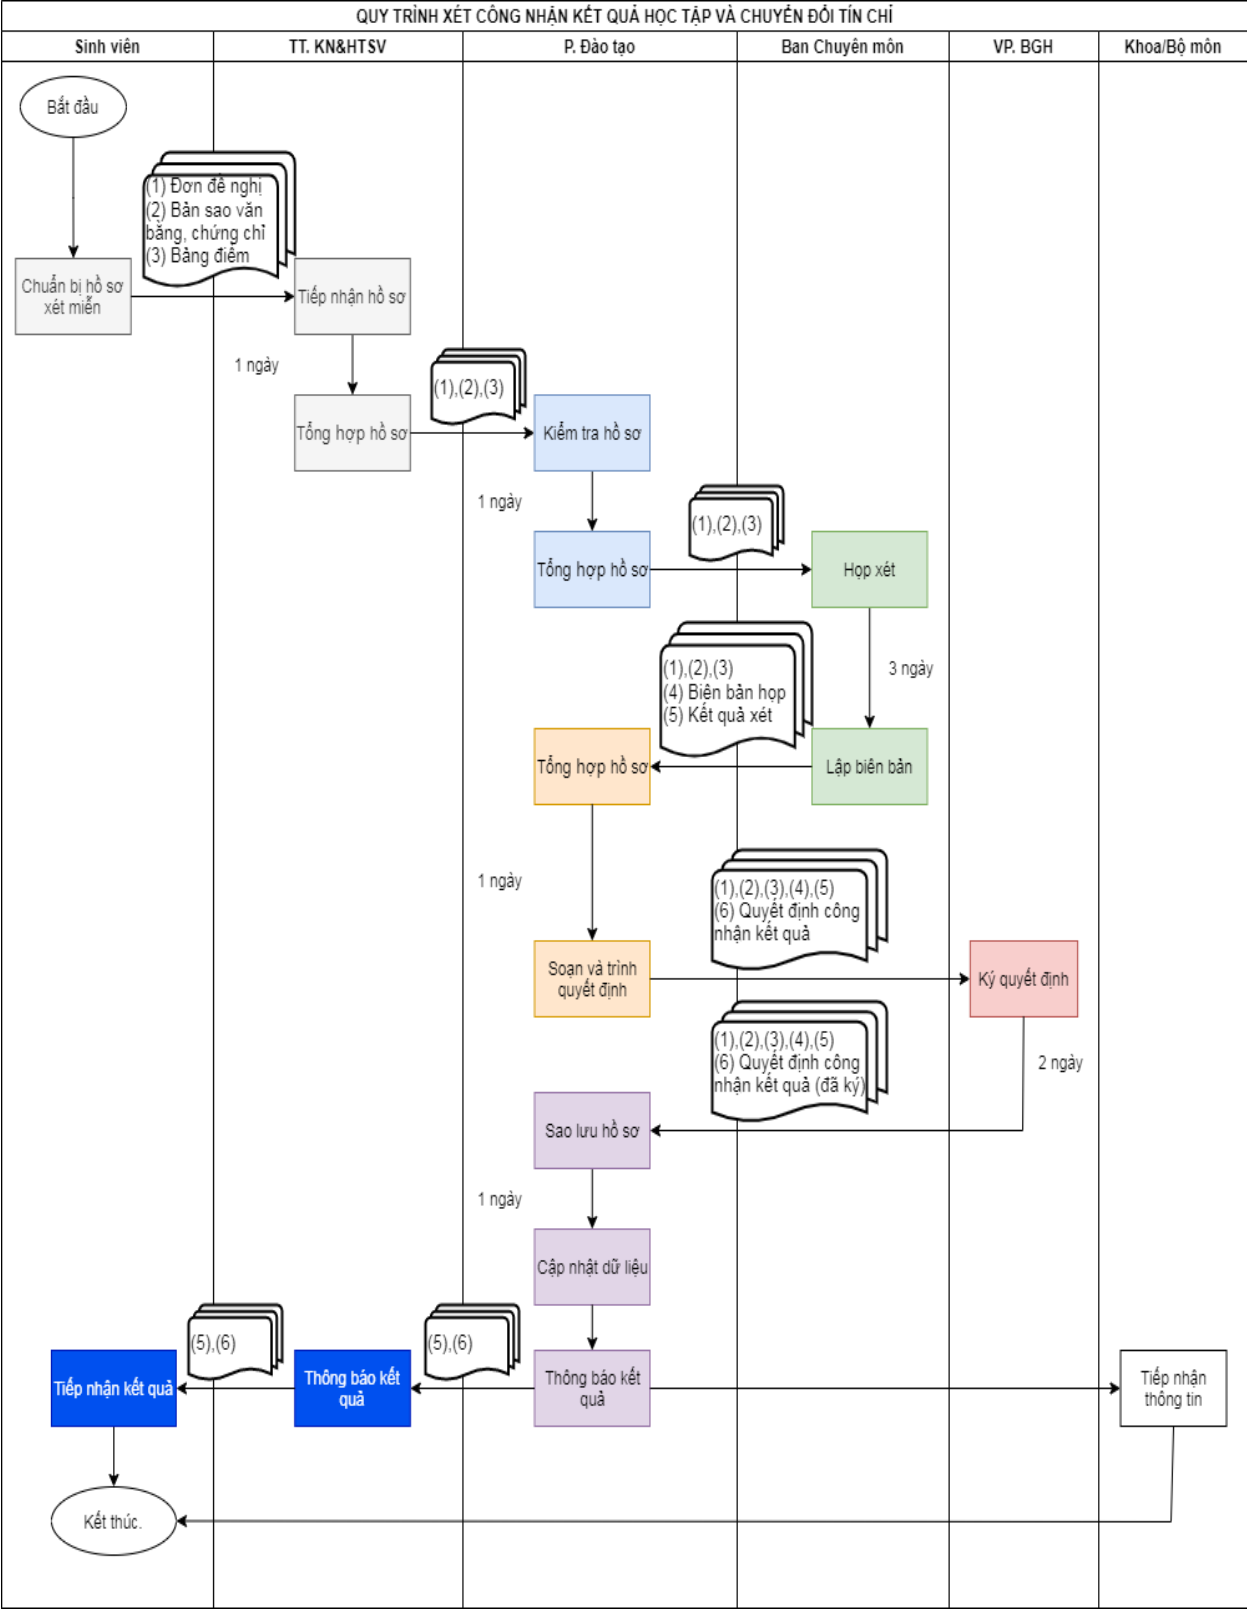 QUY TRÌNH XÉT CÔNG NHẬN KẾT QUẢ HỌC TẬP VÀ CHUYỂN ĐỔI TÍN CHỈ
Sinh viên
TT. KN&HTSV
P. Đào tạo
Ban Chuyên môn
VP. BGH
Khoa/Bộ môn
Bắt đầu
(1) Đơn đề nghị
(2) Bản sao văn
bằng, chứng chỉ
(3) Bảng điểm
Chuẩn bị hồ sơ
xét miễn
Tiếp nhận hồ sơ
1 ngày
(1),(2),(3)
Tổng hợp hồ sơ
Kiểm tra hồ sơ
1 ngày
(1),(2),(3)
Tổng hợp hồ sơ
Họp xét
(1),(2),(3)
(4) Biên bản họp
(5) Kết quả xét
3 ngày
Tổng hợp hồ sơ
Lập biên bản
1 ngày
(1),(2),(3),(4),(5)
(6) Quyết định công
nhận kết quả
Soạn và trình
quyết định
Ký quyết định
(1),(2),(3),(4),(5)
(6) Quyết định công
nhận kết quả (đã ký)
2 ngày
Sao lưu hồ sơ
1 ngày
Cập nhật dữ liệu
(5),(6)
(5),(6)
Tiếp nhận kết quả
Thông báo kết
quả
Thông báo kết
quả
Tiếp nhận
thông tin
Kết thúc.